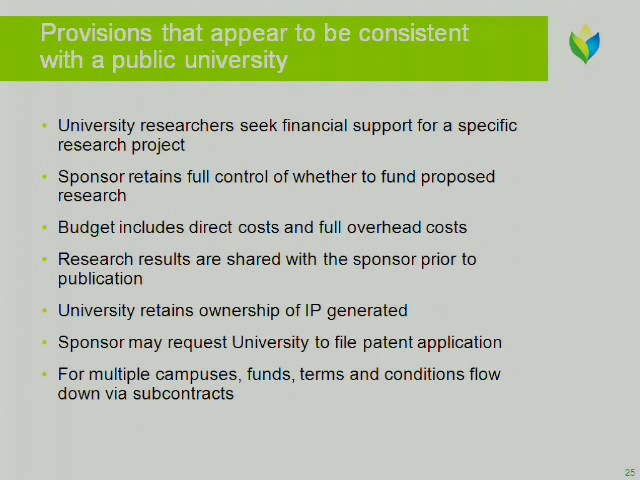 Provisions that appear to be consistent
with a public university
• University researchers seek financial support for a specific
research project
• Sponsor retains full control of whether to fund proposed
research
• Budget includes direct costs and full overhead costs
• Research results are shared with the sponsor prior to
publication
• University retains ownership of IP generated
• Sponsor may request University to file patent application
• For multiple campuses, funds, terms and conditions flow
down via subcontracts
25